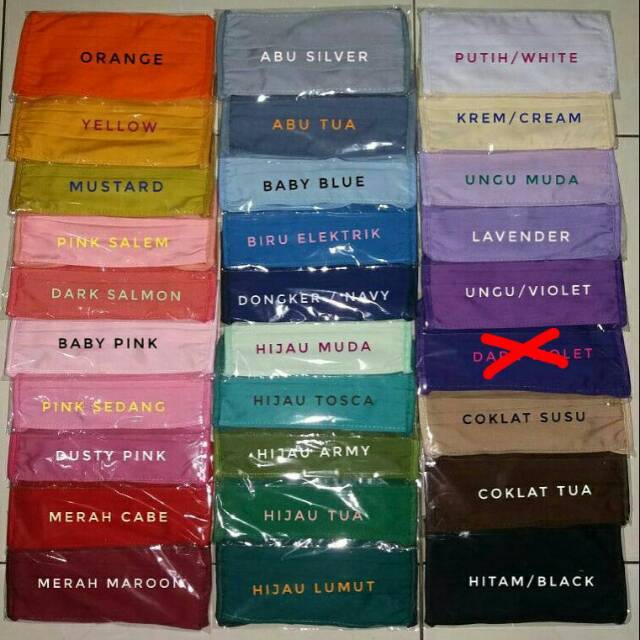 ORANGE
YELLOW
MUSTARD
PINK SALEM
DARK SALMON
BABY PINK
PINK SEDANG
DUSTY PINK
MERAH CABE
MERAH MAROON
ABU SILVER
ABU TUA
BABY BLUE
BIRU ELEKTRIK
DONGKER / NAVY
HIJAU MUDA
HIJAU TOSCA
HIJAU ARMY
HIJAU TUA
HIJAU LUMUT
PUTIH/WHITE
KREM/CREAM
UNGU MUDA
LAVENDER
UNGU/VIOLET
DARK VIOLET
COKLAT SUSU
COKLAT TUA
HITAM/BLACK